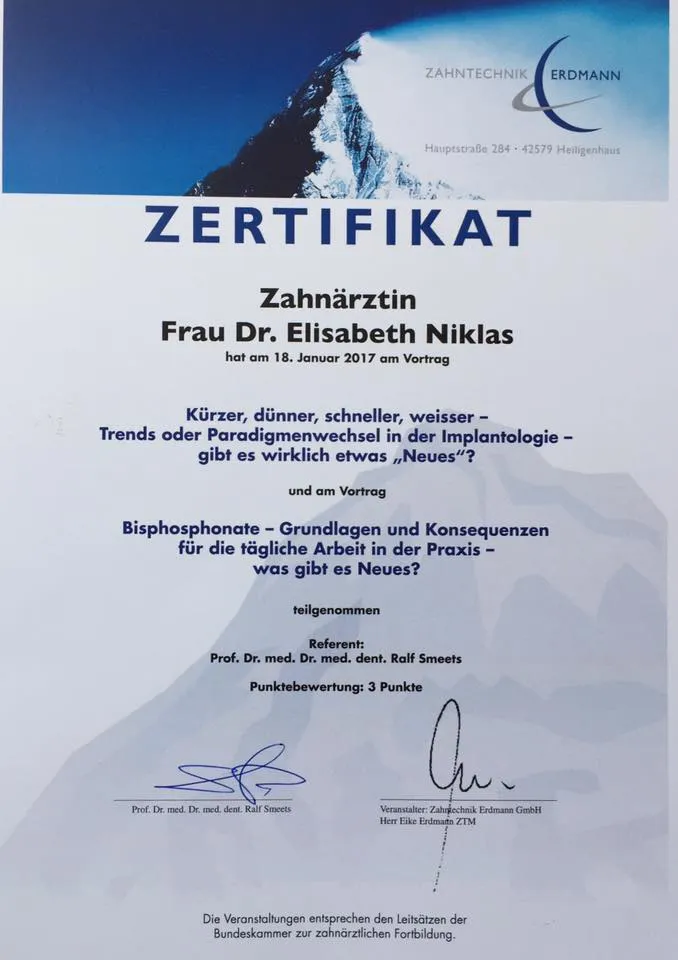 ZAHNTECHNIK ERDMANN
Hauptstraße 284 · 42579 Heiligenhaus
ZERTIFIKAT
Zahnärztin
Frau Dr. Elisabeth Niklas
hat am 18. Januar 2017 am Vortrag
Kürzer, dünner, schneller, weisser –
Trends oder Paradigmenwechsel in der Implantologie –
gibt es wirklich etwas „Neues“?
und am Vortrag
Bisphosphonate – Grundlagen und Konsequenzen
für die tägliche Arbeit in der Praxis –
was gibt es Neues?
teilgenommen
Referent:
Prof. Dr. med. Dr. med. dent. Ralf Smeets
Punktebewertung: 3 Punkte
Prof. Dr. med. Dr. med. dent. Ralf Smeets
Veranstalter: Zahntechnik Erdmann GmbH
Herr Eike Erdmann ZTM
Die Veranstaltungen entsprechen den Leitsätzen der
Bundeskammer zur zahnärztlichen Fortbildung.